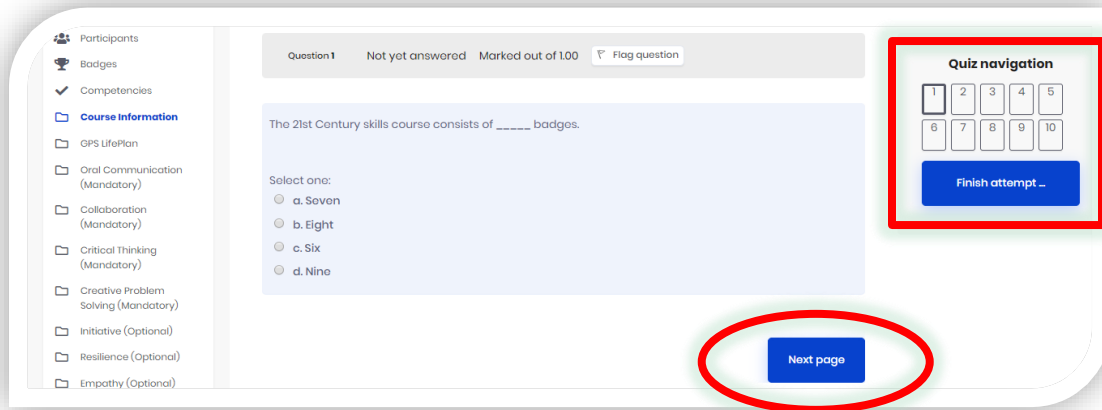 Participants
Badges
Competencies
Course Information
GPS LifePlan
Oral Communication
(Mandatory)
Collaboration
(Mandatory)
Critical Thinking
(Mandatory)
Creative Problem
Solving (Mandatory)
Initiative (Optional)
Resilience (Optional)
Empathy (Optional)
Question 1 Not yet answered Marked out of 1.00 Flag question
The 21st Century skills course consists of _____ badges.
Select one:
a. Seven
b. Eight
c. Six
d. Nine
Next page
Quiz navigation
1 2 3 4 5
6 7 8 9 10
Finish attempt ...